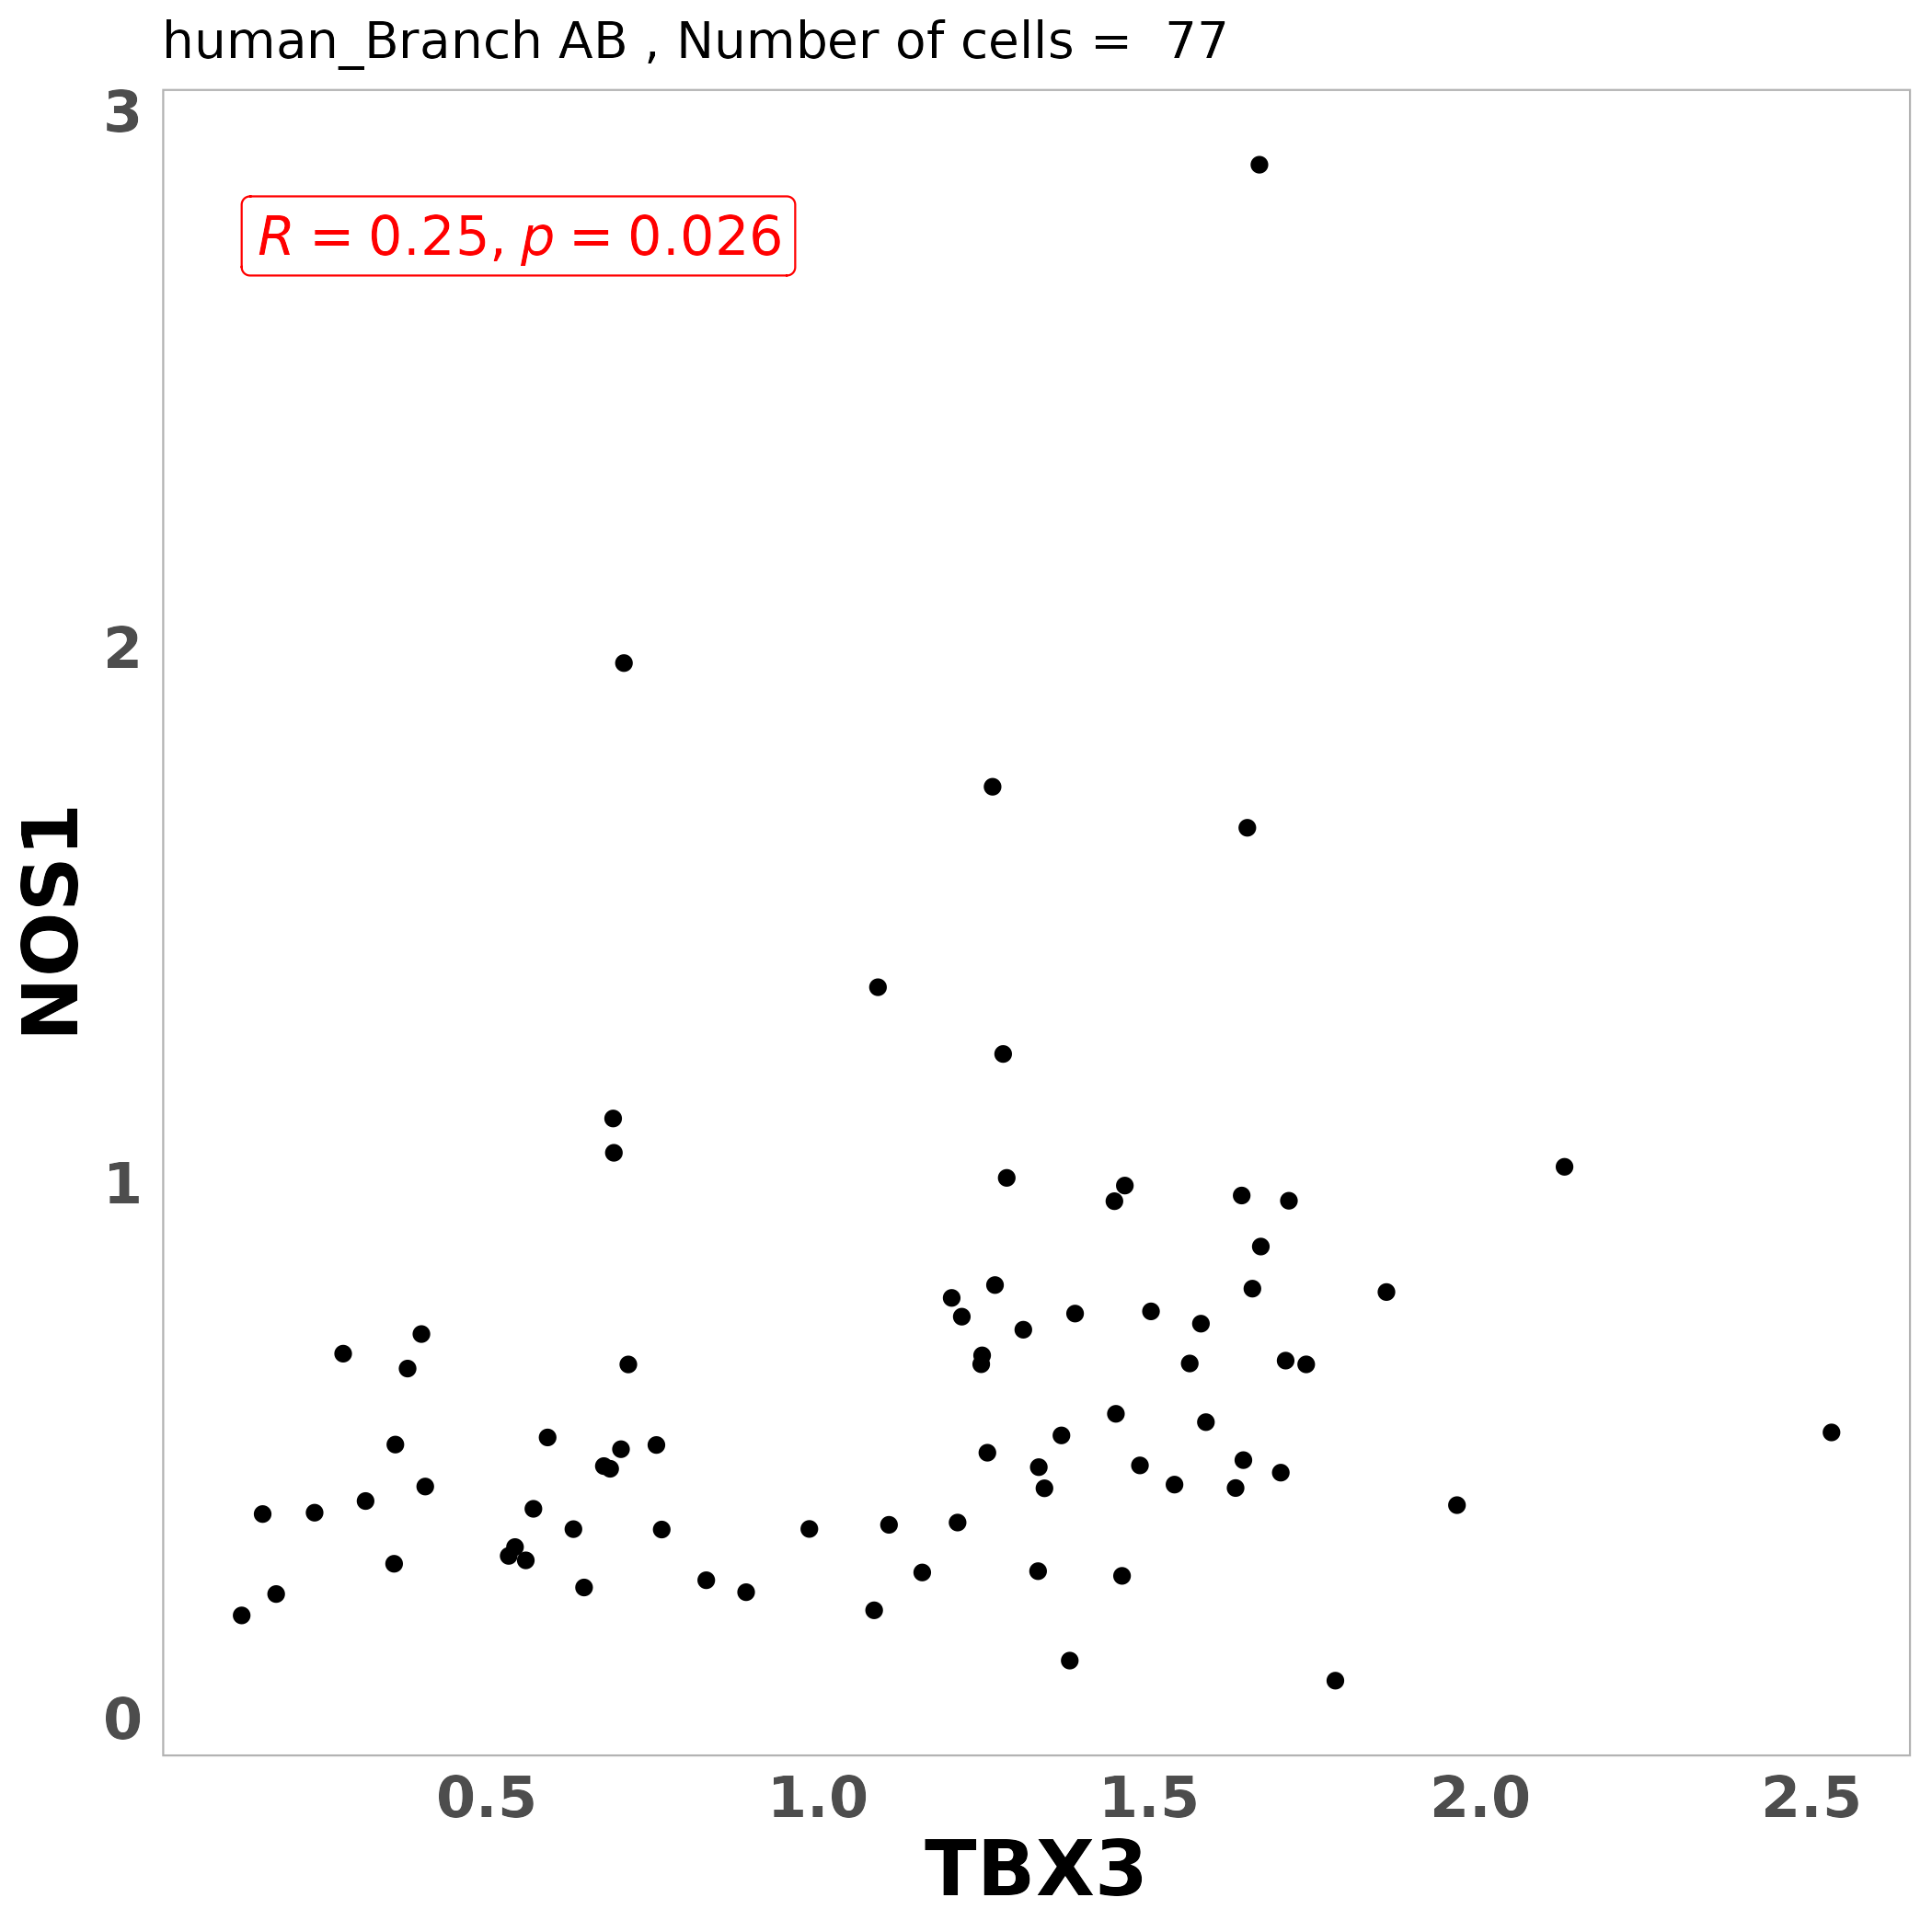 human_Branch AB , Number of cells =  77
3
R = 0.25, p = 0.026
2
NOS1
1
0
0.5 1.0 1.5 2.0 2.5
TBX3